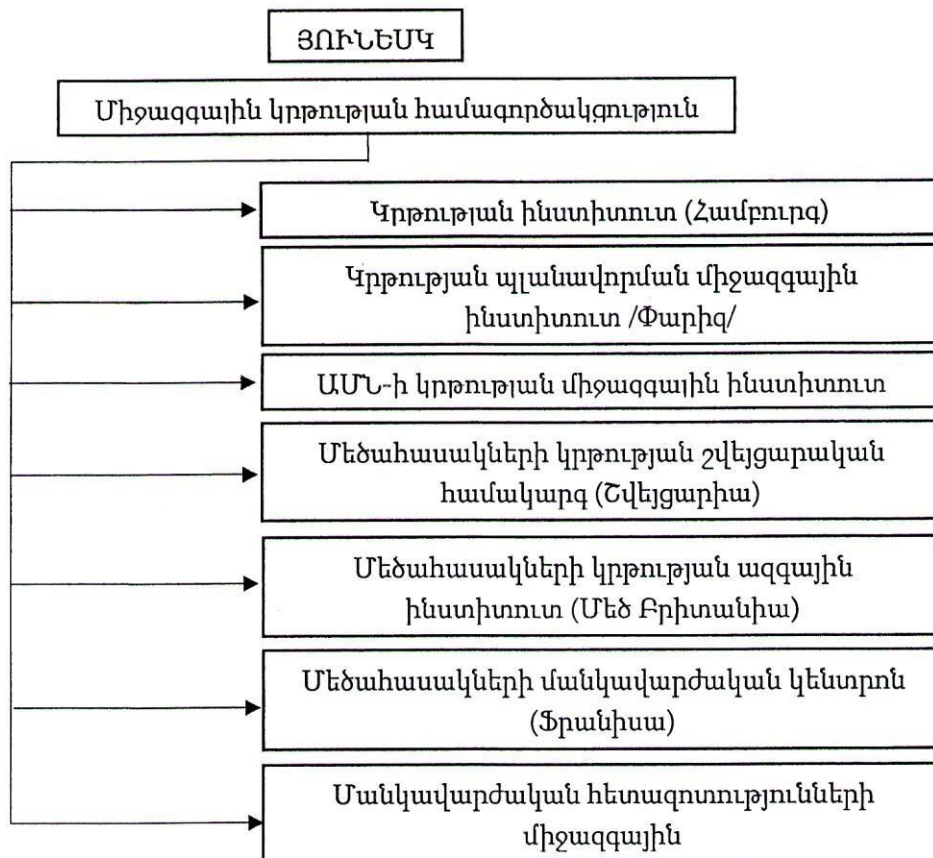 ՅՈՒՆԵՍԿ
Միջազգային կրթության համագործակցություն
Կրթության ինստիտուտ (Համբուրգ)
Կրթության պլանավորման միջազգային
ինստիտուտ /Փարիզ/
ԱՄՆ-ի կրթության միջազգային ինստիտուտ
Մեծահասակների կրթության շվեյցարական
համակարգ (Շվեյցարիա)
Մեծահասակների կրթության ազգային
ինստիտուտ (Մեծ Բրիտանիա)
Մեծահասակների մանկավարժական կենտրոն
(Ֆրանիսա)
Մանկավարժական հետազոտությունների
միջազգային